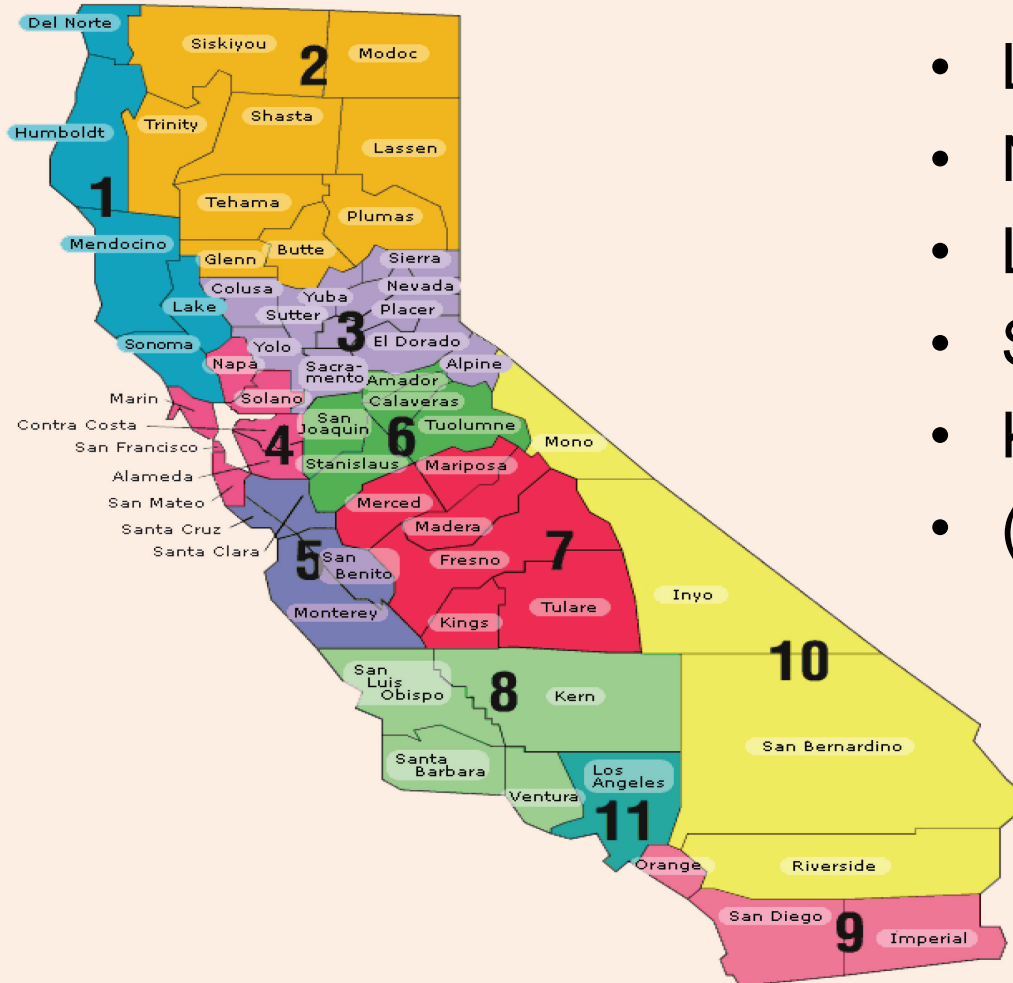 Del Norte
Siskiyou
Modoc
2
Humboldt
Trinity
Shasta
Lassen
1
Tehama
Plumas
Mendocino
Glenn
Butte
Sierra
Colusa
Yuba
Nevada
Lake
Sutter
Placer
3
Sonoma
Yolo
El Dorado
Napa
Sacra-
mento
Alpine
Amador
Marin
Solano
Calaveras
Contra Costa
San
Joaquin
Tuolumne
6
4
San Francisco
Mono
Stanislaus
Mariposa
Alameda
San Mateo
Merced
Santa Cruz
Madera
Santa Clara
7
5
San
Benito
Fresno
Monterey
Kings
Tulare
Inyo
10
San
Luis
Obispo
8
Kern
San Bernardino
Santa
Barbara
Los
Angeles
Ventura
11
Orange
Riverside
San Diego
9
Imperial
• L
• N
• L
• S
• K
• (